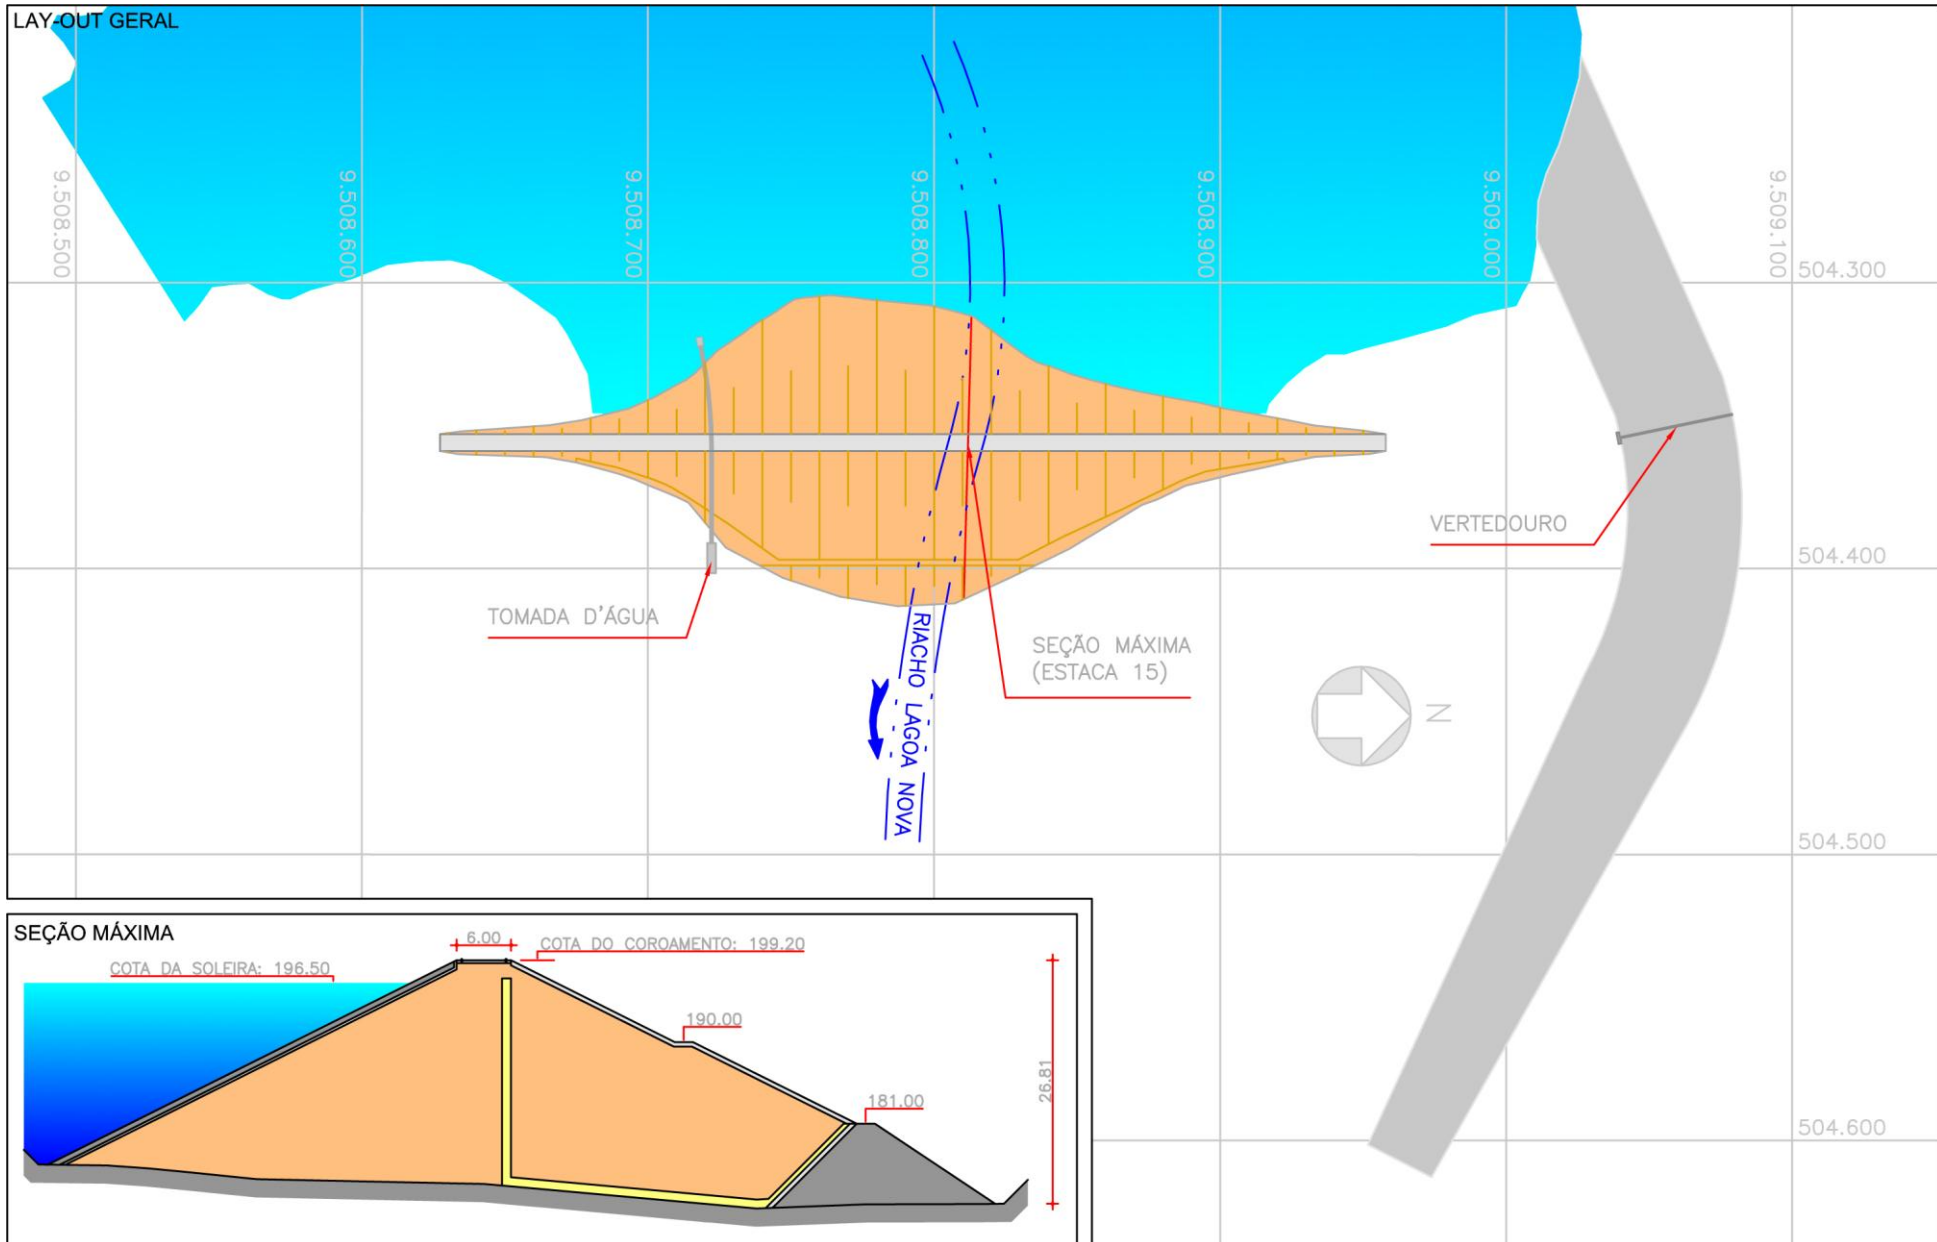 LAY-OUT GERAL
9.508.500
9.508.600
9.508.700
9.508.800
9.508.900
9.509.000
9.509.100
504.300
VERTEDOURO
504.400
TOMADA D'ÁGUA
SEÇÃO MÁXIMA
(ESTACA 15)
RIACHO LAGOA NOVA
N
504.500
504.600
SEÇÃO MÁXIMA
6.00
COTA DO COROAMENTO: 199.20
COTA DA SOLEIRA: 196.50
190.00
181.00
26.81